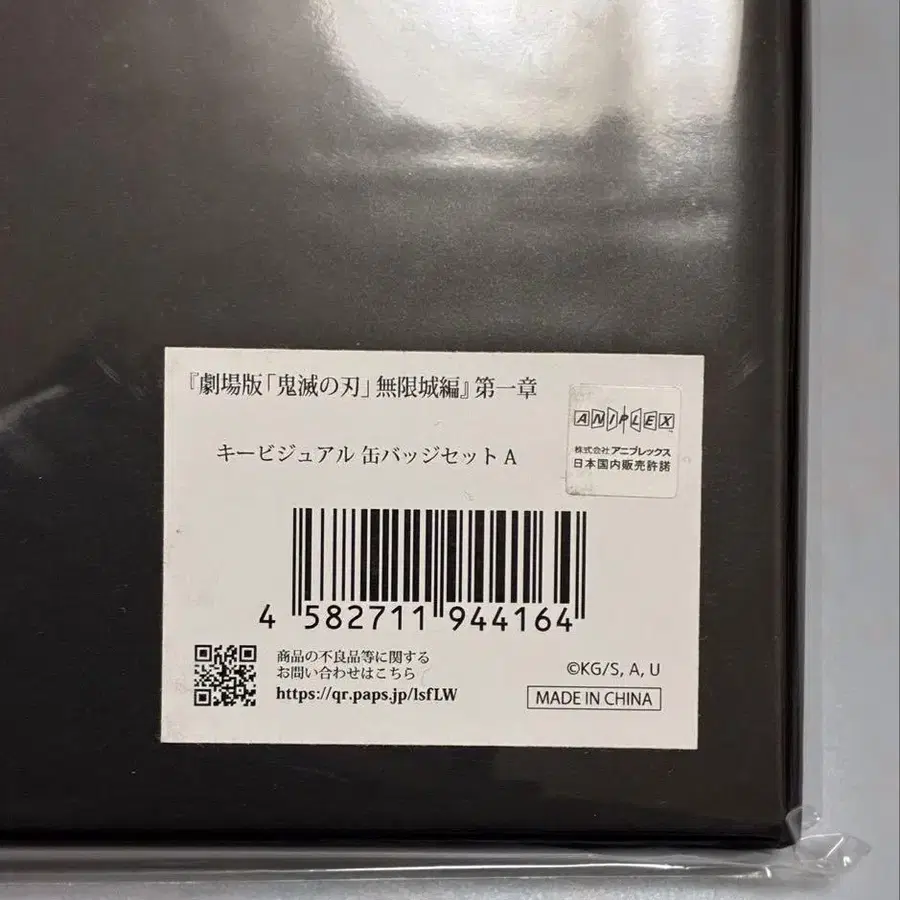 『劇場版「鬼滅の刃」無限城編』第一章
キービジュアル 缶バッジセット A
ANIPLEX
株式会社アニプレックス
日本国内販売許諾
4 582711 944164
商品の不良品等に関する
お問い合わせはこちら
https://qr.paps.jp/lsfLW
©KG/S, A, U
MADE IN CHINA